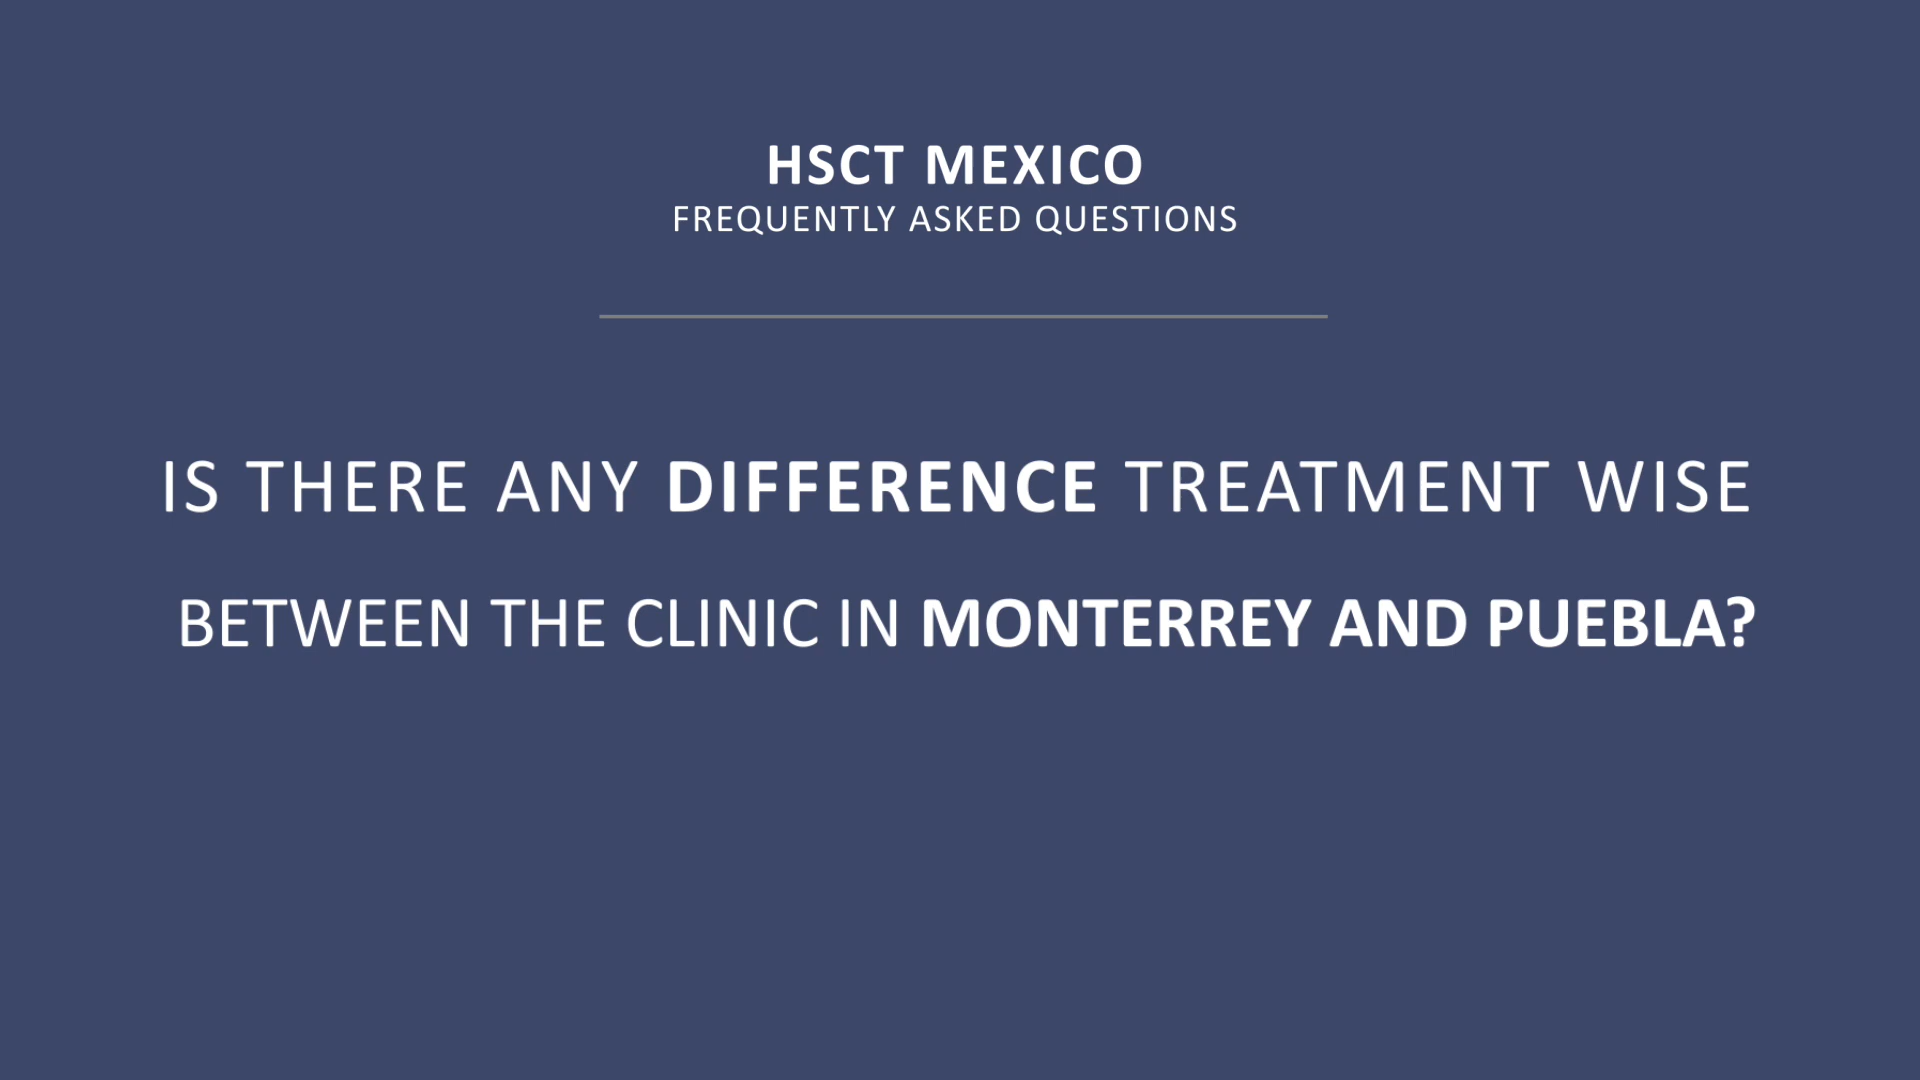 HSCT MEXICO
FREQUENTLY ASKED QUESTIONS
IS THERE ANY DIFFERENCE TREATMENT WISE
BETWEEN THE CLINIC IN MONTERREY AND PUEBLA?